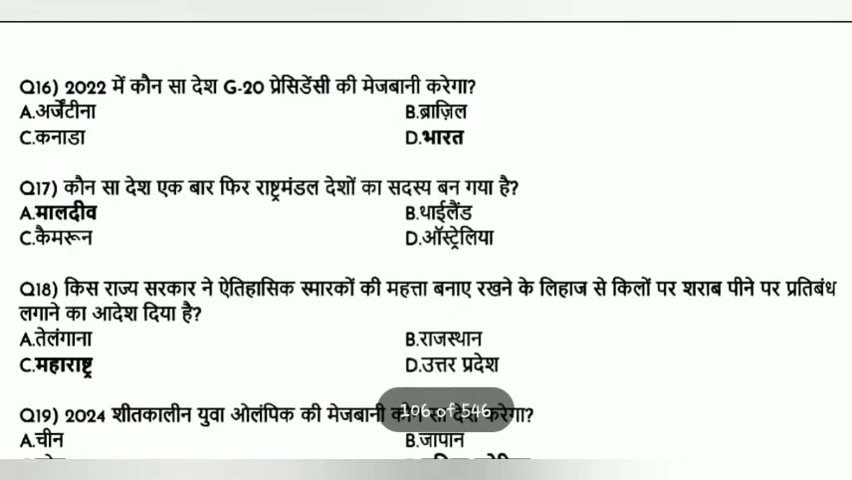 Q16) 2022 में कौन सा देश G-20 प्रेसिडेंसी की मेजबानी करेगा?
A.अर्जेंटीना B.ब्राज़िल
C.कनाडा D.भारत
Q17) कौन सा देश एक बार फिर राष्ट्रमंडल देशों का सदस्य बन गया है?
A.मालदीव B.थाईलैंड
C.कैमरून D.ऑस्ट्रेलिया
Q18) किस राज्य सरकार ने ऐतिहासिक स्मारकों की महत्ता बनाए रखने के लिहाज से किलों पर शराब पीने पर प्रतिबंध
लगाने का आदेश दिया है?
A.तेलंगाना B.राजस्थान
C.महाराष्ट्र D.उत्तर प्रदेश
Q19) 2024 शीतकालीन युवा ओलंपिक की मेजबानी कौन सा देश करेगा?
106 of 546
A.चीन B.जापान